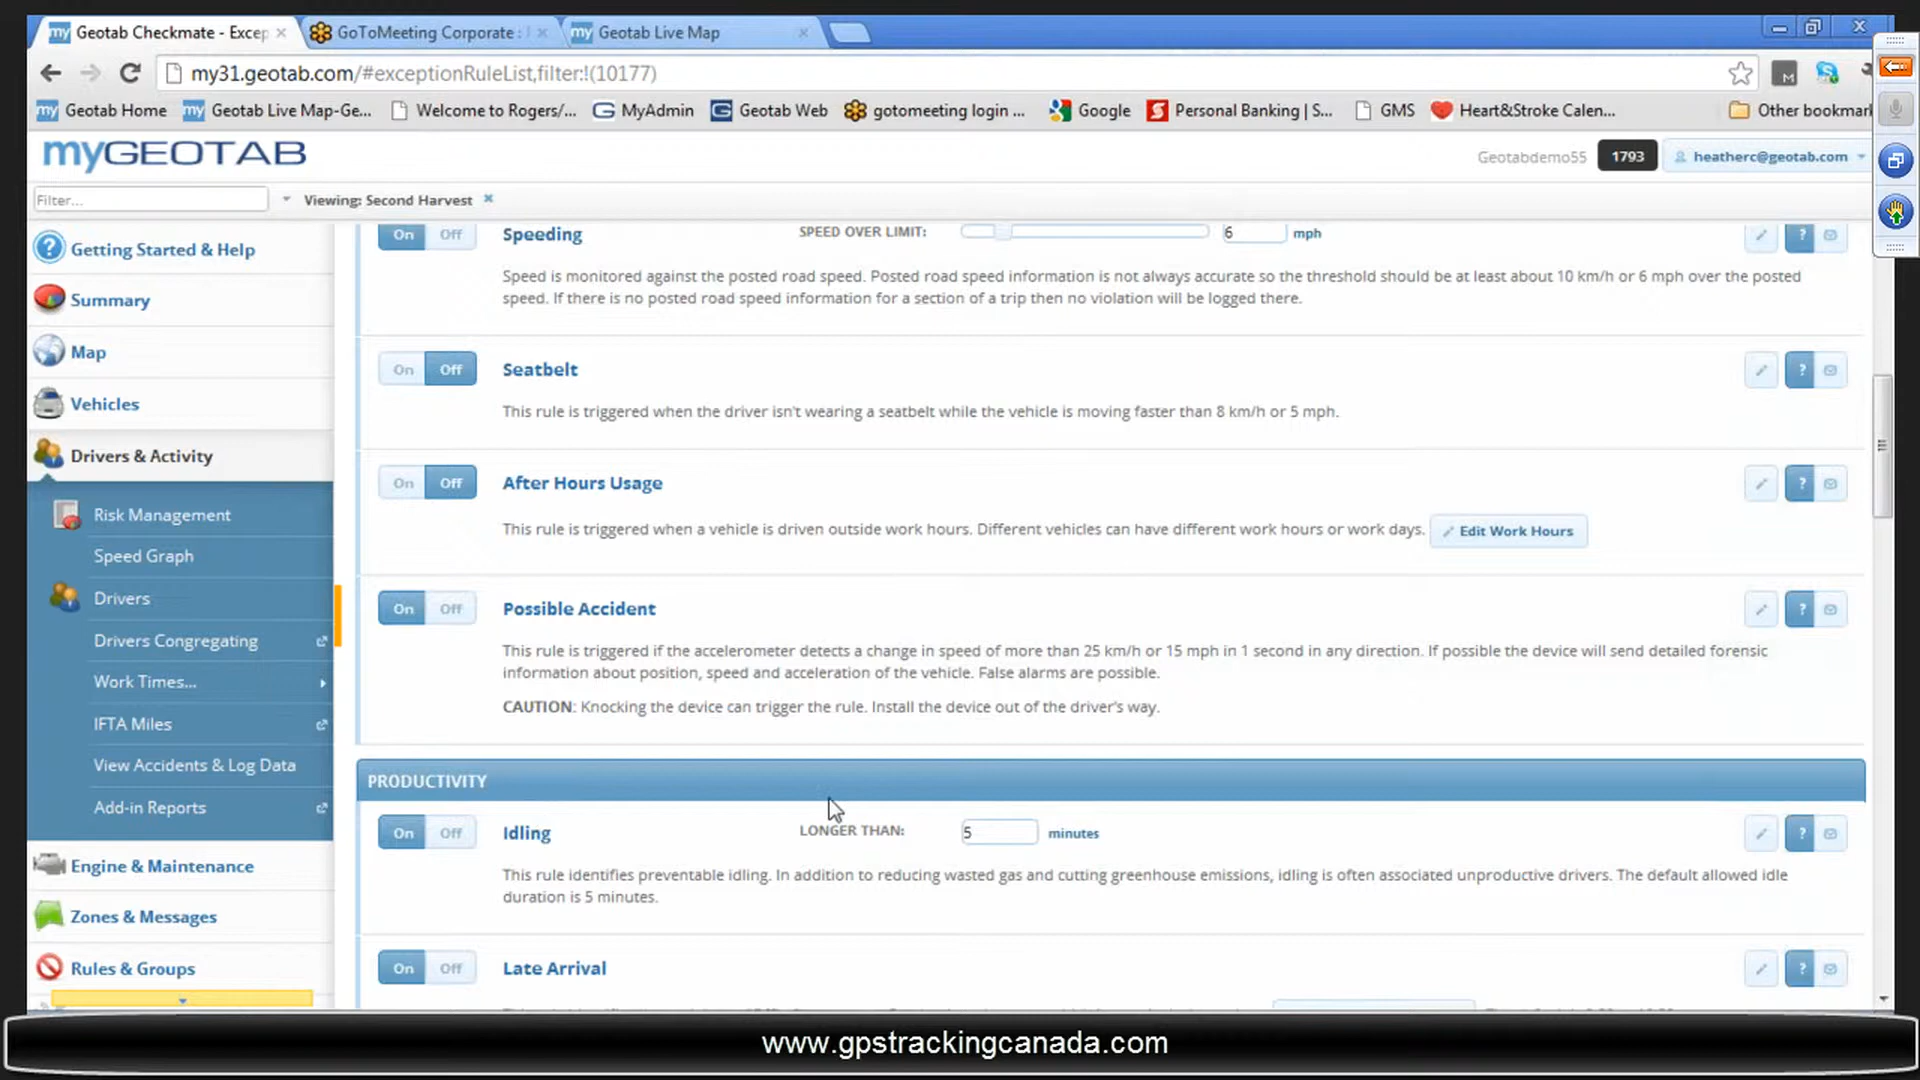 my Geotab Checkmate - Excep
GoToMeeting Corporate :
my Geotab Live Map
my31.geotab.com/#exceptionRuleList,filter:!(10177)
my Geotab Home
my Geotab Live Map-Ge...
Welcome to Rogers/...
MyAdmin
Geotab Web
gotomeeting login ...
Google
Personal Banking | S...
GMS
Heart&Stroke Calen...
Other bookmark
myGEOTAB
Geotabdemo55
1793
heatherc@geotab.com
Filter...
Viewing: Second Harvest
Getting Started & Help
Summary
Map
Vehicles
Drivers & Activity
Risk Management
Speed Graph
Drivers
Drivers Congregating
Work Times...
IFTA Miles
View Accidents & Log Data
Add-in Reports
Engine & Maintenance
Zones & Messages
Rules & Groups
On Off Speeding SPEED OVER LIMIT: 6 mph ?
Speed is monitored against the posted road speed. Posted road speed information is not always accurate so the threshold should be at least about 10 km/h or 6 mph over the posted
speed. If there is no posted road speed information for a section of a trip then no violation will be logged there.
On Off Seatbelt ?
This rule is triggered when the driver isn't wearing a seatbelt while the vehicle is moving faster than 8 km/h or 5 mph.
On Off After Hours Usage ?
This rule is triggered when a vehicle is driven outside work hours. Different vehicles can have different work hours or work days. Edit Work Hours
On Off Possible Accident ?
This rule is triggered if the accelerometer detects a change in speed of more than 25 km/h or 15 mph in 1 second in any direction. If possible the device will send detailed forensic
information about position, speed and acceleration of the vehicle. False alarms are possible.
CAUTION: Knocking the device can trigger the rule. Install the device out of the driver's way.
PRODUCTIVITY
On Off Idling LONGER THAN: 5 minutes ?
This rule identifies preventable idling. In addition to reducing wasted gas and cutting greenhouse emissions, idling is often associated unproductive drivers. The default allowed idle
duration is 5 minutes.
On Off Late Arrival ?
www.gpstrackingcanada.com